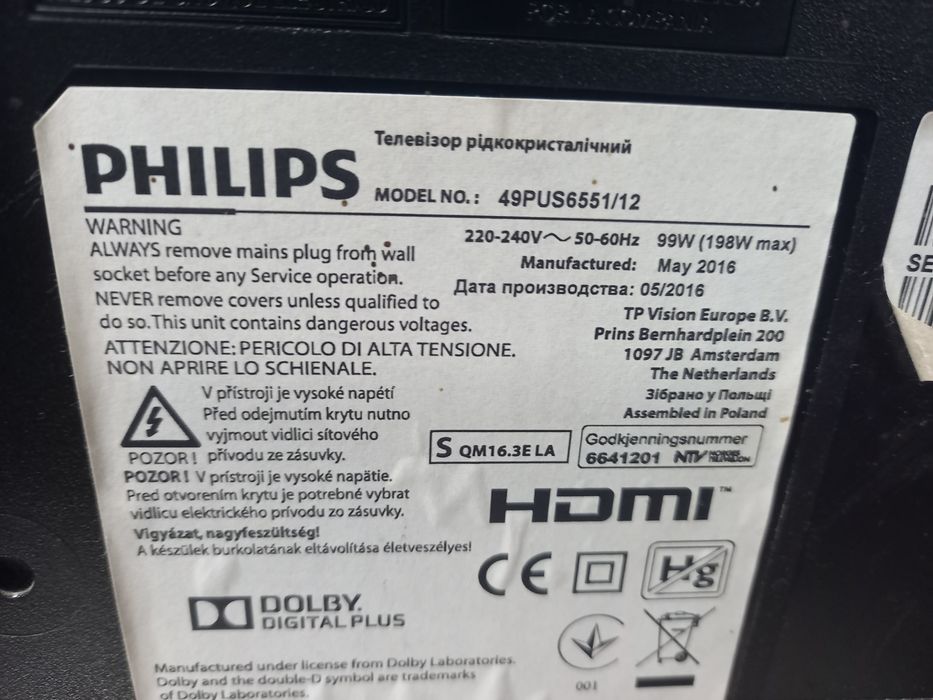 POR LA COMPAÑIA
PHILIPS
Телевізор рідкокристалічний
MODEL NO.: 49PUS6551/12
WARNING
ALWAYS remove mains plug from wall
socket before any Service operation.
NEVER remove covers unless qualified to
do so.This unit contains dangerous voltages.
ATTENZIONE: PERICOLO DI ALTA TENSIONE.
NON APRIRE LO SCHIENALE.
220-240V~ 50-60Hz 99W (198W max)
Manufactured: May 2016
Дата производства: 05/2016
TP Vision Europe B.V.
Prins Bernhardplein 200
1097 JB Amsterdam
The Netherlands
Зібрано у Польщі
Assembled in Poland
V přístroji je vysoké napétí
Před odejmutím krytu nutno
vyjmout vidlici síťového
POZOR! přívodu ze zásuvky.
POZOR! V prístroji je vysoké napätie.
Pred otvorením krytu je potrebné vybrat
vidlicu elektrického prívodu zo zásuvky.
Vigyázat, nagyfeszültség!
A készülek burkolatának eltávolítása életveszélyes!
S QM16.3E LA
Godkjenningsnummer
6641201
HDMI™
CE
Hg
DOLBY.
DIGITAL PLUS
001
Manufactured under license from Dolby Laboratories.
Dolby and the double-D symbol are trademarks
of Dolby Laboratories.
SE